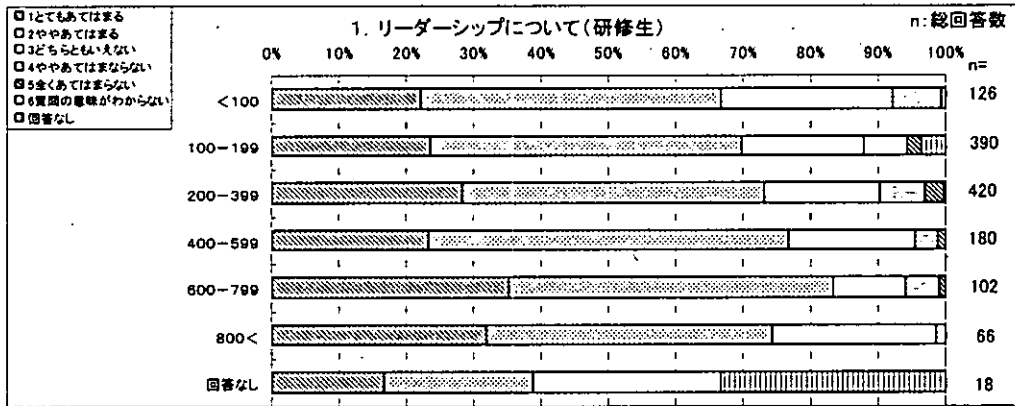 1とてもあてはまる
2ややあてはまる
3どちらともいえない
4ややあてはまならない
5全くあてはまらない
6質問の意味がわからない
回答なし
1. リーダーシップについて(研修生)
n:総回答数
0% 10% 20% 30% 40% 50% 60% 70% 80% 90% 100%
n=
<100 126
100-199 390
200-399 420
400-599 180
600-799 102
800< 66
回答なし 18